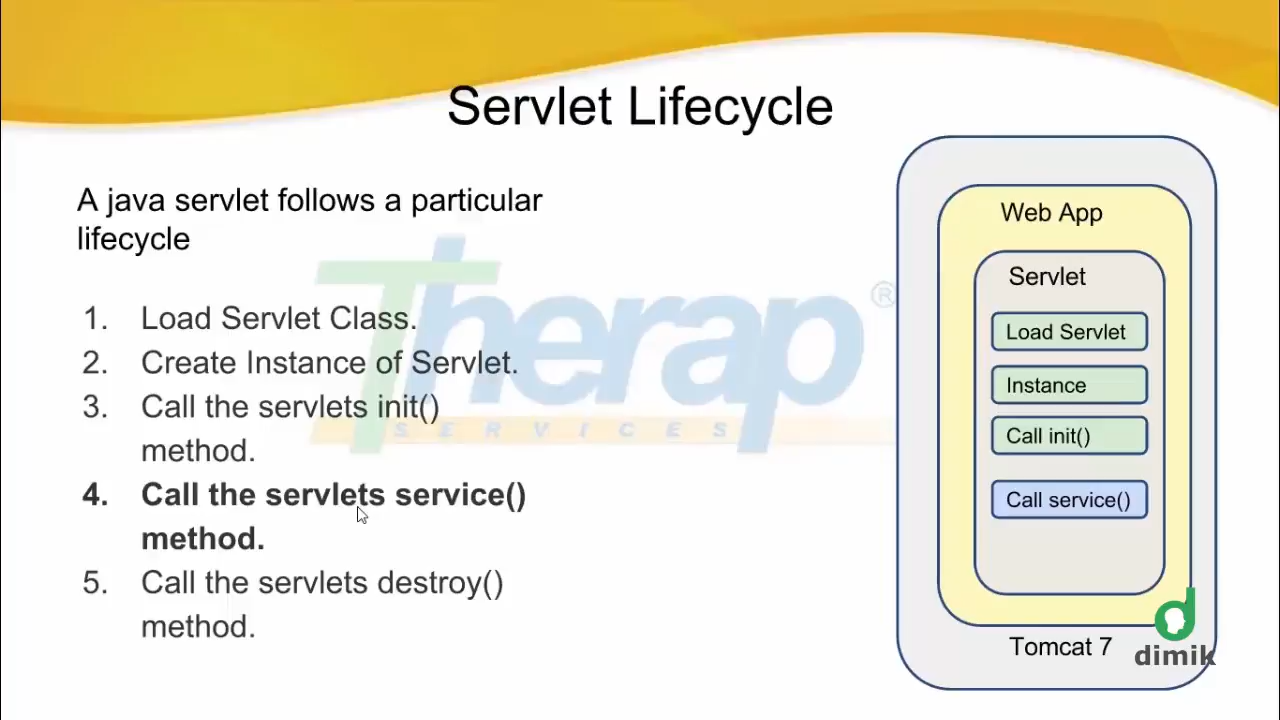 Servlet Lifecycle
A java servlet follows a particular
lifecycle
1. Load Servlet Class.
2. Create Instance of Servlet.
3. Call the servlets init()
method.
4. Call the servlets service()
method.
5. Call the servlets destroy()
method.
Therap®
SERVICES
Web App
Servlet
Load Servlet
Instance
Call init()
Call service()
Tomcat 7
dimik